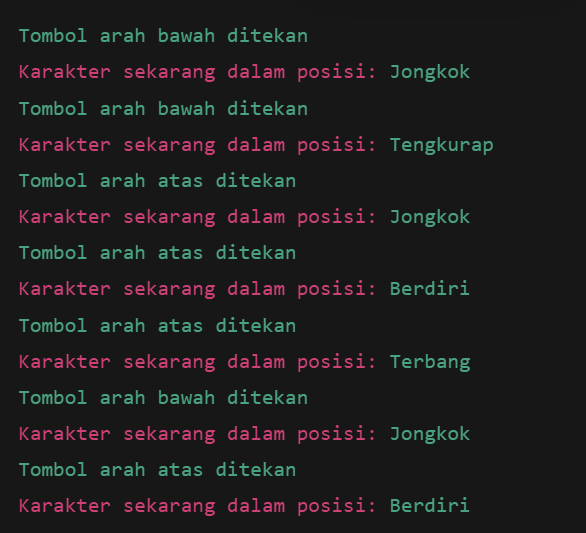 Tombol arah bawah ditekan
Karakter sekarang dalam posisi: Jongkok
Tombol arah bawah ditekan
Karakter sekarang dalam posisi: Tengkurap
Tombol arah atas ditekan
Karakter sekarang dalam posisi: Jongkok
Tombol arah atas ditekan
Karakter sekarang dalam posisi: Berdiri
Tombol arah atas ditekan
Karakter sekarang dalam posisi: Terbang
Tombol arah bawah ditekan
Karakter sekarang dalam posisi: Jongkok
Tombol arah atas ditekan
Karakter sekarang dalam posisi: Berdiri